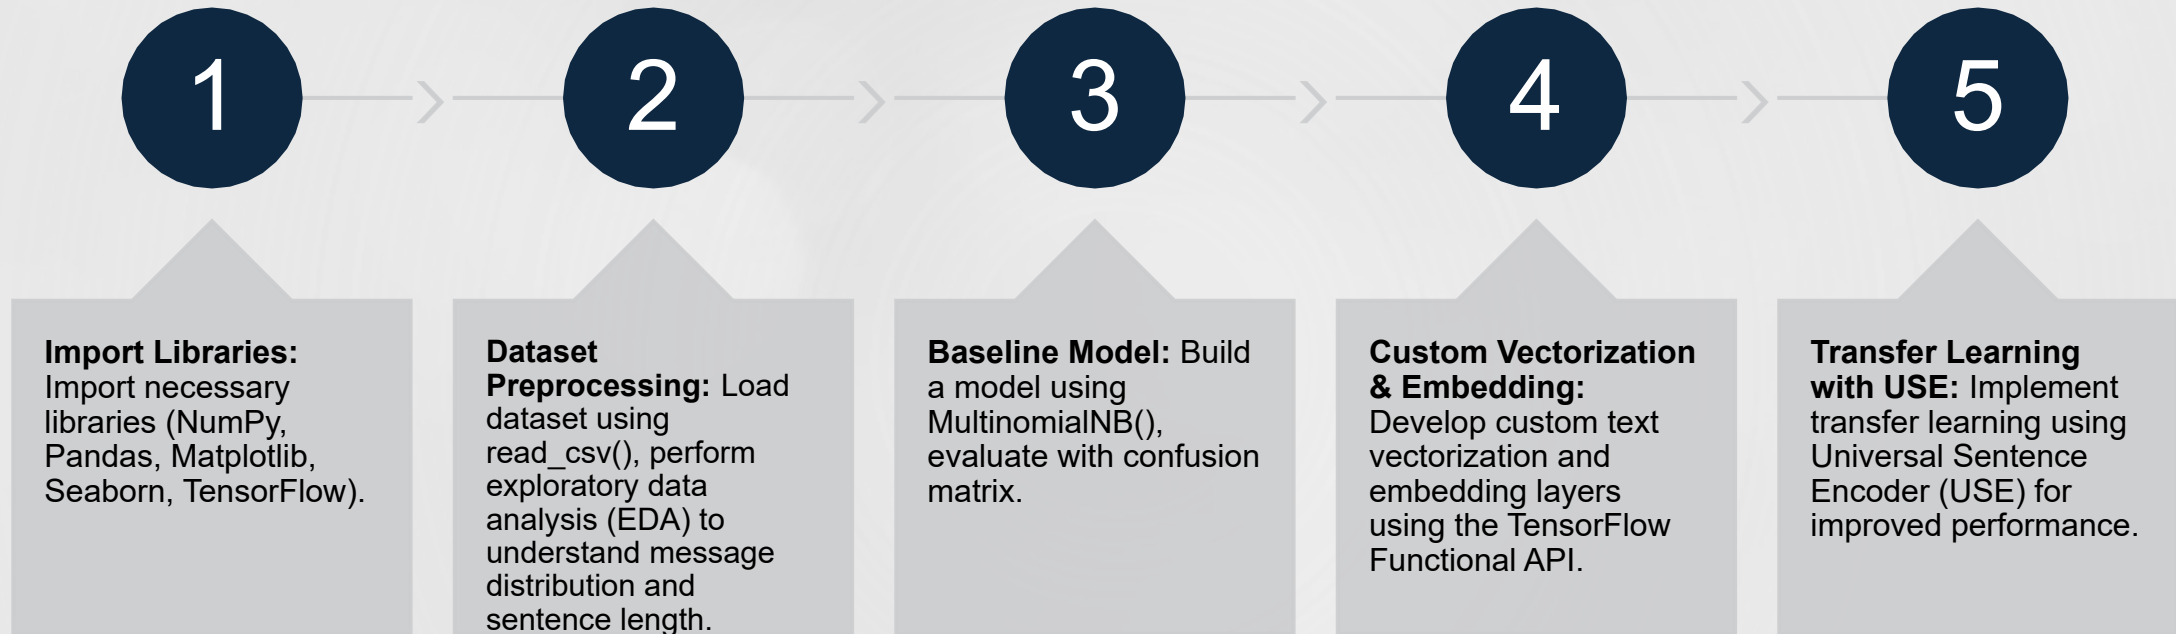 1
2
3
4
5
Import Libraries:
Import necessary
libraries (NumPy,
Pandas, Matplotlib,
Seaborn, TensorFlow).
Dataset
Preprocessing: Load
dataset using
read_csv(), perform
exploratory data
analysis (EDA) to
understand message
distribution and
sentence length.
Baseline Model: Build
a model using
MultinomialNB(),
evaluate with confusion
matrix.
Custom Vectorization
& Embedding:
Develop custom text
vectorization and
embedding layers
using the TensorFlow
Functional API.
Transfer Learning
with USE: Implement
transfer learning using
Universal Sentence
Encoder (USE) for
improved performance.